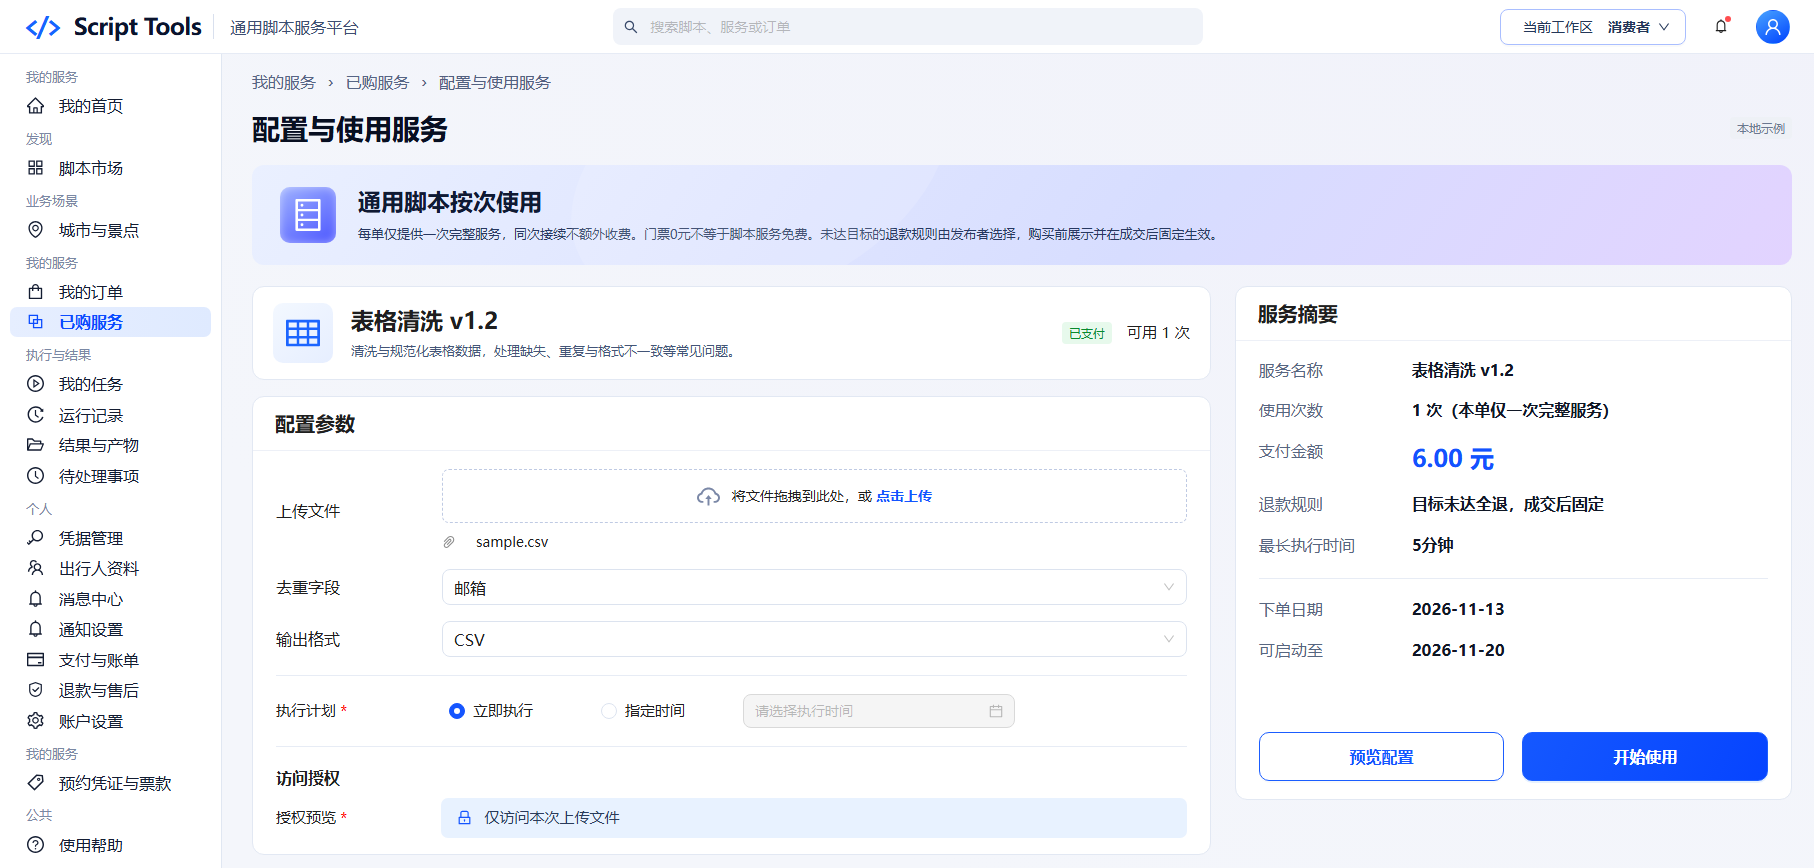 Script Tools
通用脚本服务平台
搜索脚本、服务或订单
当前工作区 消费者
我的服务
我的首页
发现
脚本市场
业务场景
城市与景点
我的服务
我的订单
已购服务
执行与结果
我的任务
运行记录
结果与产物
待处理事项
个人
凭据管理
出行人资料
消息中心
通知设置
支付与账单
退款与售后
账户设置
我的服务
预约凭证与票款
公共
使用帮助
我的服务 › 已购服务 › 配置与使用服务
配置与使用服务
本地示例
通用脚本按次使用
每单仅提供一次完整服务，同次接续不额外收费。门票0元不等于脚本服务免费。未达目标的退款规则由发布者选择，购买前展示并在成交后固定生效。
表格清洗 v1.2
清洗与规范化表格数据，处理缺失、重复与格式不一致等常见问题。
已支付 可用 1 次
配置参数
上传文件
将文件拖拽到此处，或 点击上传
sample.csv
去重字段
邮箱
输出格式
CSV
执行计划 *
立即执行
指定时间
请选择执行时间
访问授权
授权预览 *
仅访问本次上传文件
服务摘要
服务名称 表格清洗 v1.2
使用次数 1 次（本单仅一次完整服务）
支付金额 6.00 元
退款规则 目标未达全退，成交后固定
最长执行时间 5分钟
下单日期 2026-11-13
可启动至 2026-11-20
预览配置
开始使用